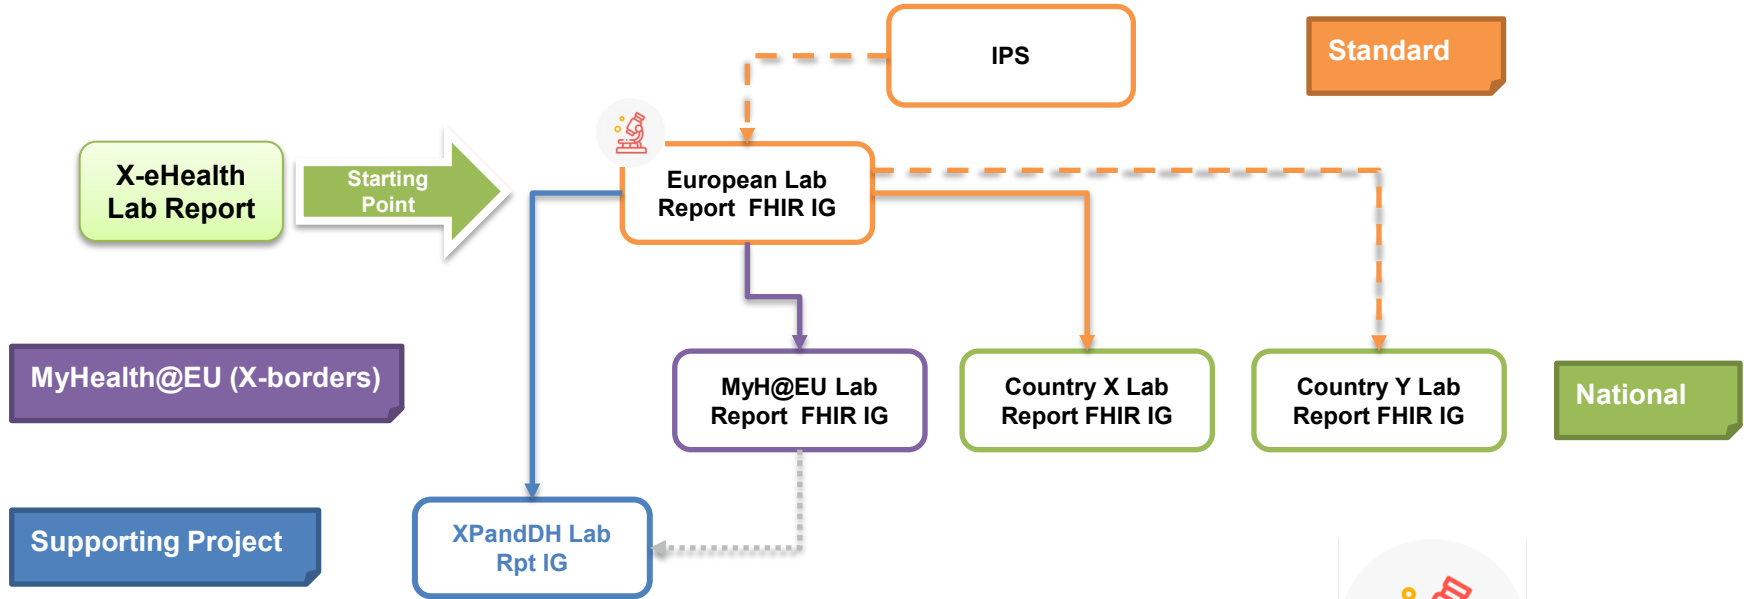 IPS
Standard
X-eHealth
Lab Report
Starting
Point
European Lab
Report FHIR IG
MyHealth@EU (X-borders)
MyH@EU Lab
Report FHIR IG
Country X Lab
Report FHIR IG
Country Y Lab
Report FHIR IG
National
Supporting Project
XPandDH Lab
Rpt IG